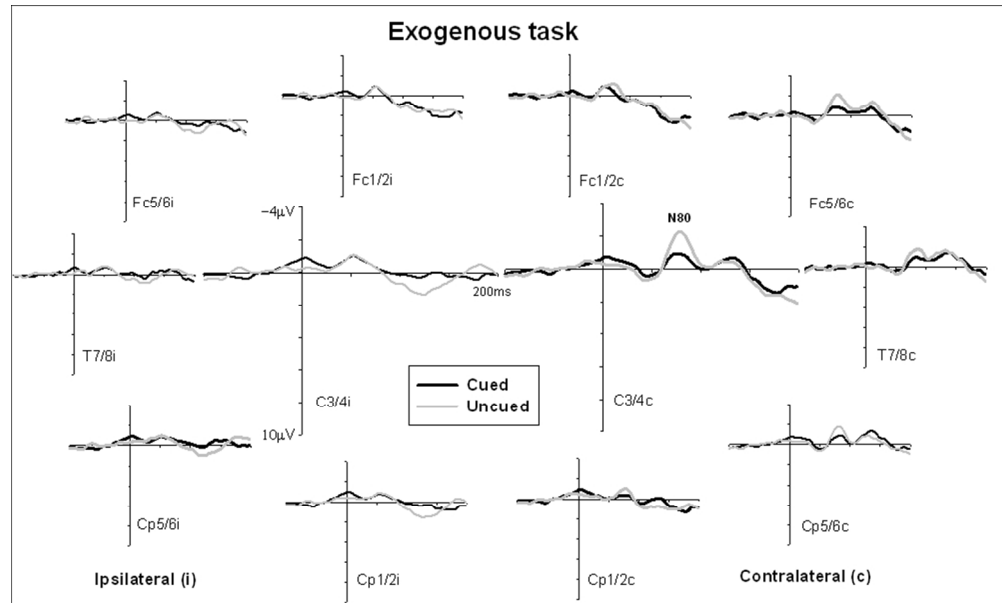 Exogenous task
Fc5/6i
Fc1/2i
Fc1/2c
Fc5/6c
−4µV
N80
200ms
T7/8i
C3/4i
C3/4c
T7/8c
Cued
Uncued
10µV
Cp5/6i
Cp1/2i
Cp1/2c
Cp5/6c
Ipsilateral (i)
Contralateral (c)